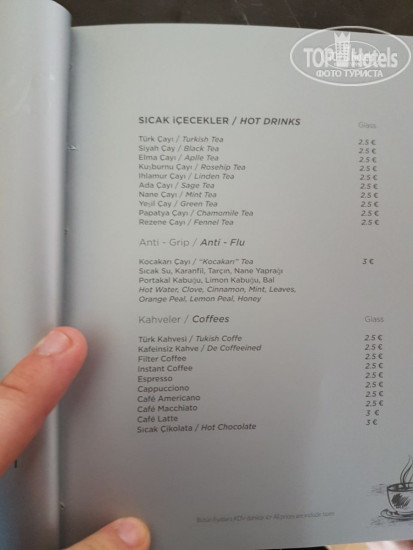 TOP Hotels
ФОТО ТУРИСТА
SICAK İÇECEKLER / HOT DRINKS Glass
Türk Çayı / Turkish Tea 2.5 €
Siyah Çay / Black Tea 2.5 €
Elma Çayı / Aplle Tea 2.5 €
Kuşburnu Çayı / Rosehip Tea 2.5 €
Ihlamur Çayı / Linden Tea 2.5 €
Ada Çayı / Sage Tea 2.5 €
Nane Çayı / Mint Tea 2.5 €
Yeşil Çay / Green Tea 2.5 €
Papatya Çayı / Chamomile Tea 2.5 €
Rezene Çayı / Fennel Tea 2.5 €
Anti - Grip / Anti - Flu
Kocakarı Çayı / "Kocakarı" Tea 3 €
Sıcak Su, Karanfil, Tarçın, Nane Yaprağı
Portakal Kabuğu, Limon Kabuğu, Bal
Hot Water, Clove, Cinnamon, Mint, Leaves,
Orange Peal, Lemon Peal, Honey
Kahveler / Coffees Glass
Türk Kahvesi / Tukish Coffe 2.5 €
Kafeinsiz Kahve / De Coffeined 2.5 €
Filter Coffee 2.5 €
Instant Coffee 2.5 €
Espresso 2.5 €
Cappucciono 2.5 €
Café Americano 2.5 €
Café Macchiato 2.5 €
Café Latte 3 €
Sıcak Çikolata / Hot Chocolate 3 €